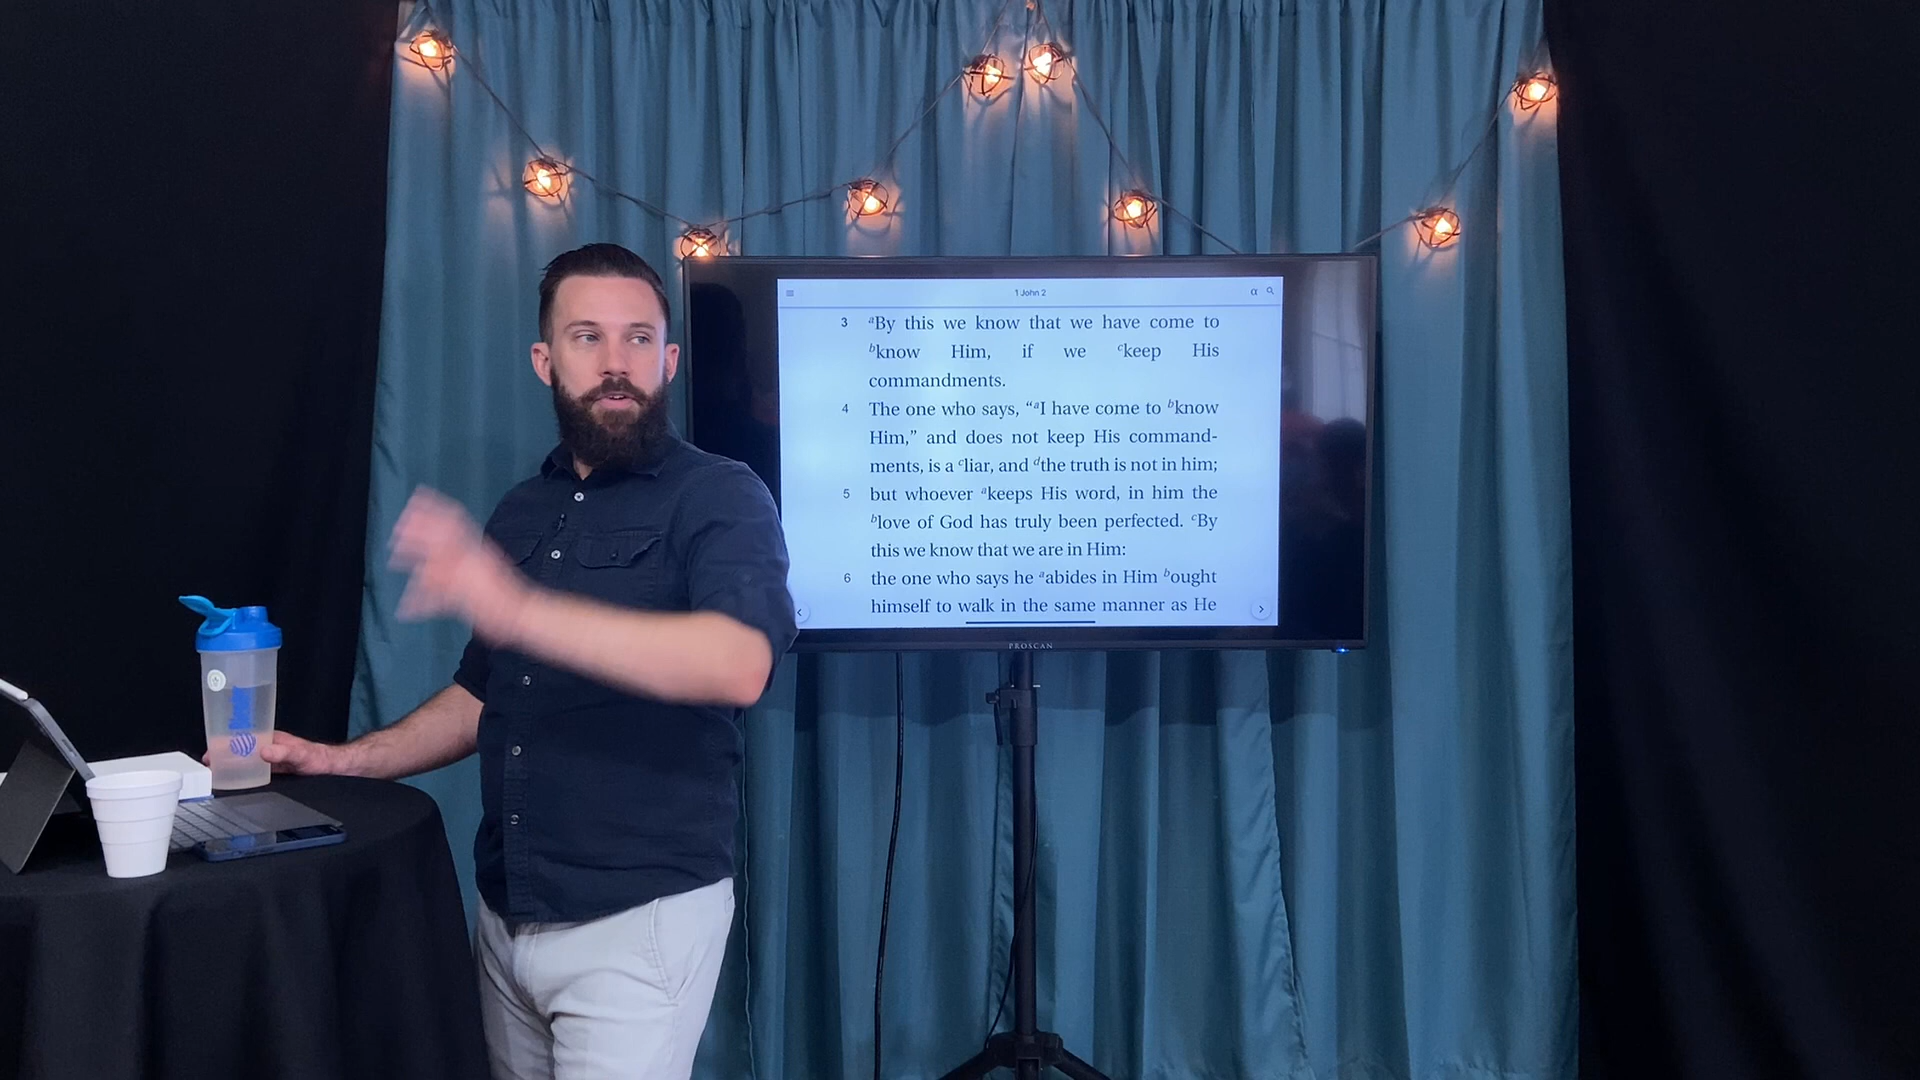 1 John 2
α
3 ᵃBy this we know that we have come to
ᵇknow Him, if we ᶜkeep His
commandments.
4 The one who says, “ᵃI have come to ᵇknow
Him,” and does not keep His command-
ments, is a ᶜliar, and ᵈthe truth is not in him;
5 but whoever ᵃkeeps His word, in him the
ᵇlove of God has truly been perfected. ᶜBy
this we know that we are in Him:
6 the one who says he ᵃabides in Him ᵇought
himself to walk in the same manner as He
PROSCAN